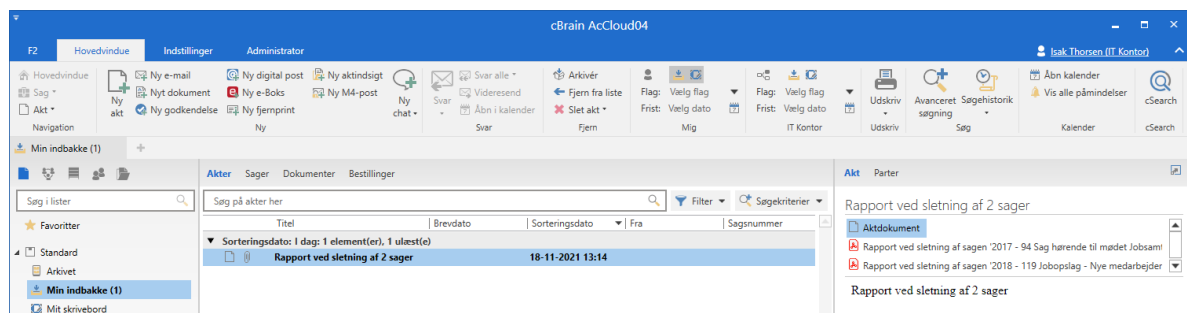 cBrain AcCloud04
F2 Hovedvindue Indstillinger Administrator Isak Thorsen (IT Kontor)
Hovedvindue
Sag
Akt
Navigation
Ny akt
Ny e-mail
Nyt dokument
Ny godkendelse
Ny digital post
Ny e-Boks
Ny fjernprint
Ny aktindsigt
Ny M4-post
Ny chat
Ny
Svar
Svar alle
Videresend
Åbn i kalender
Svar
Arkivér
Fjern fra liste
Slet akt
Fjern
Flag: Vælg flag
Frist: Vælg dato
Mig
Flag: Vælg flag
Frist: Vælg dato
IT Kontor
Udskriv
Udskriv
Avanceret søgning
Søgehistorik
Søg
Åbn kalender
Vis alle påmindelser
Kalender
cSearch
cSearch
Min indbakke (1)
Søg i lister
Favoritter
Standard
Arkivet
Min indbakke (1)
Mit skrivebord
Akter Sager Dokumenter Bestillinger
Søg på akter her Filter Søgekriterier
Titel Brevdato Sorteringsdato Fra Sagsnummer
Sorteringsdato: I dag: 1 element(er), 1 ulæst(e)
Rapport ved sletning af 2 sager 18-11-2021 13:14
Akt Parter
Rapport ved sletning af 2 sager
Aktdokument
Rapport ved sletning af sagen '2017 - 94 Sag hørende til mødet Jobsamt
Rapport ved sletning af sagen '2018 - 119 Jobopslag - Nye medarbejder
Rapport ved sletning af 2 sager